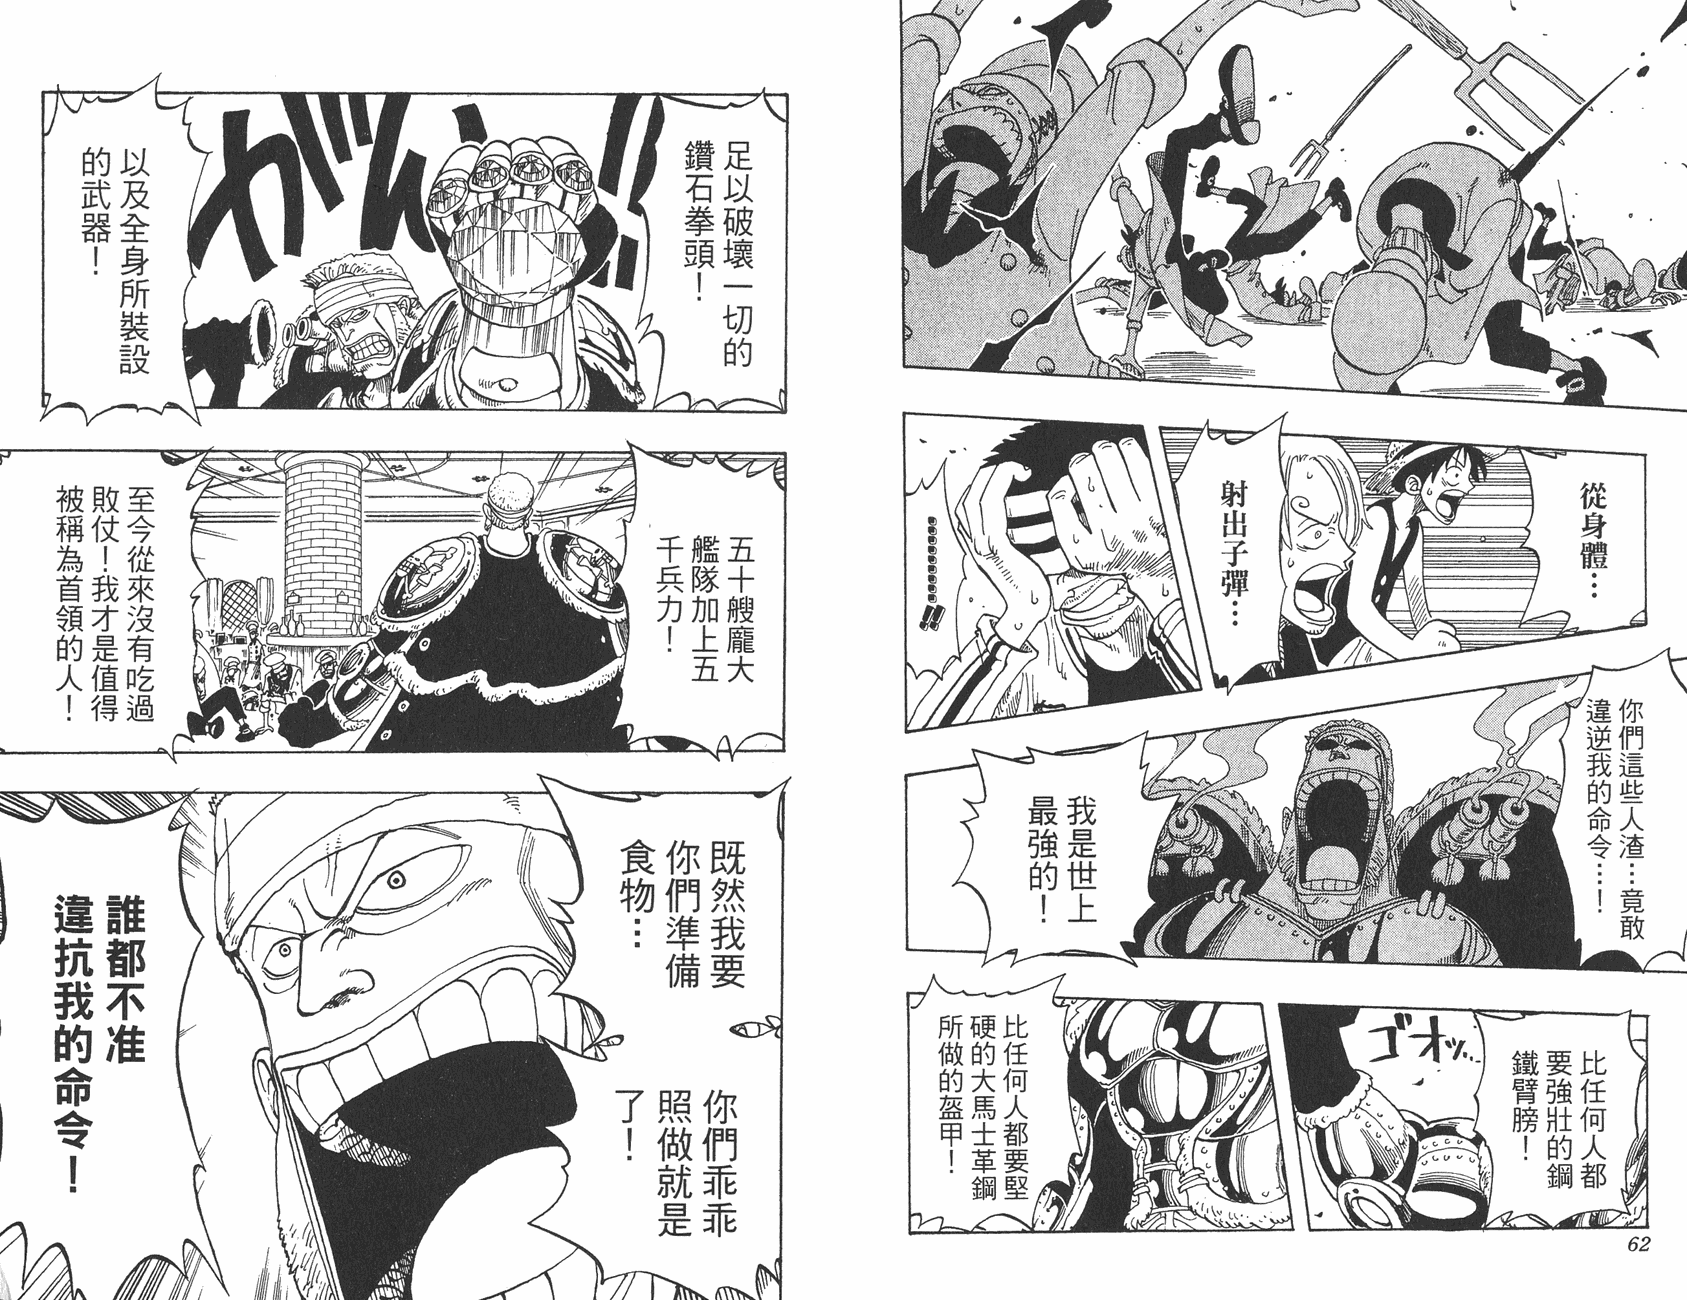 從身體…
射出子彈…
…………!!
你們這些人渣…竟敢
違逆我的命令…！
我是世上
最強的！
比任何人都
要強壯的鋼
鐵臂膀！
ゴオッ…
比任何人都要堅
硬的大馬士革鋼
所做的盔甲！
62
足以破壞一切的
鑽石拳頭！
がんっ!!
以及全身所裝設
的武器！
五十艘龐大
艦隊加上五
千兵力！
至今從來沒有吃過
敗仗！我才是值得
被稱為首領的人！
既然我要
你們準備
食物…
你們乖乖
照做就是
了！
誰都不准
違抗我的命令！